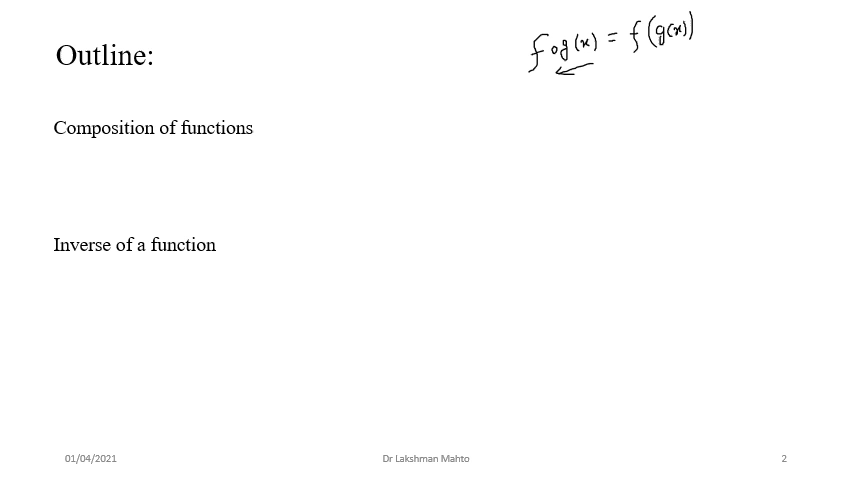 fog(x) = f(g(x))
Outline:
Composition of functions
Inverse of a function
01/04/2021 Dr Lakshman Mahto 2